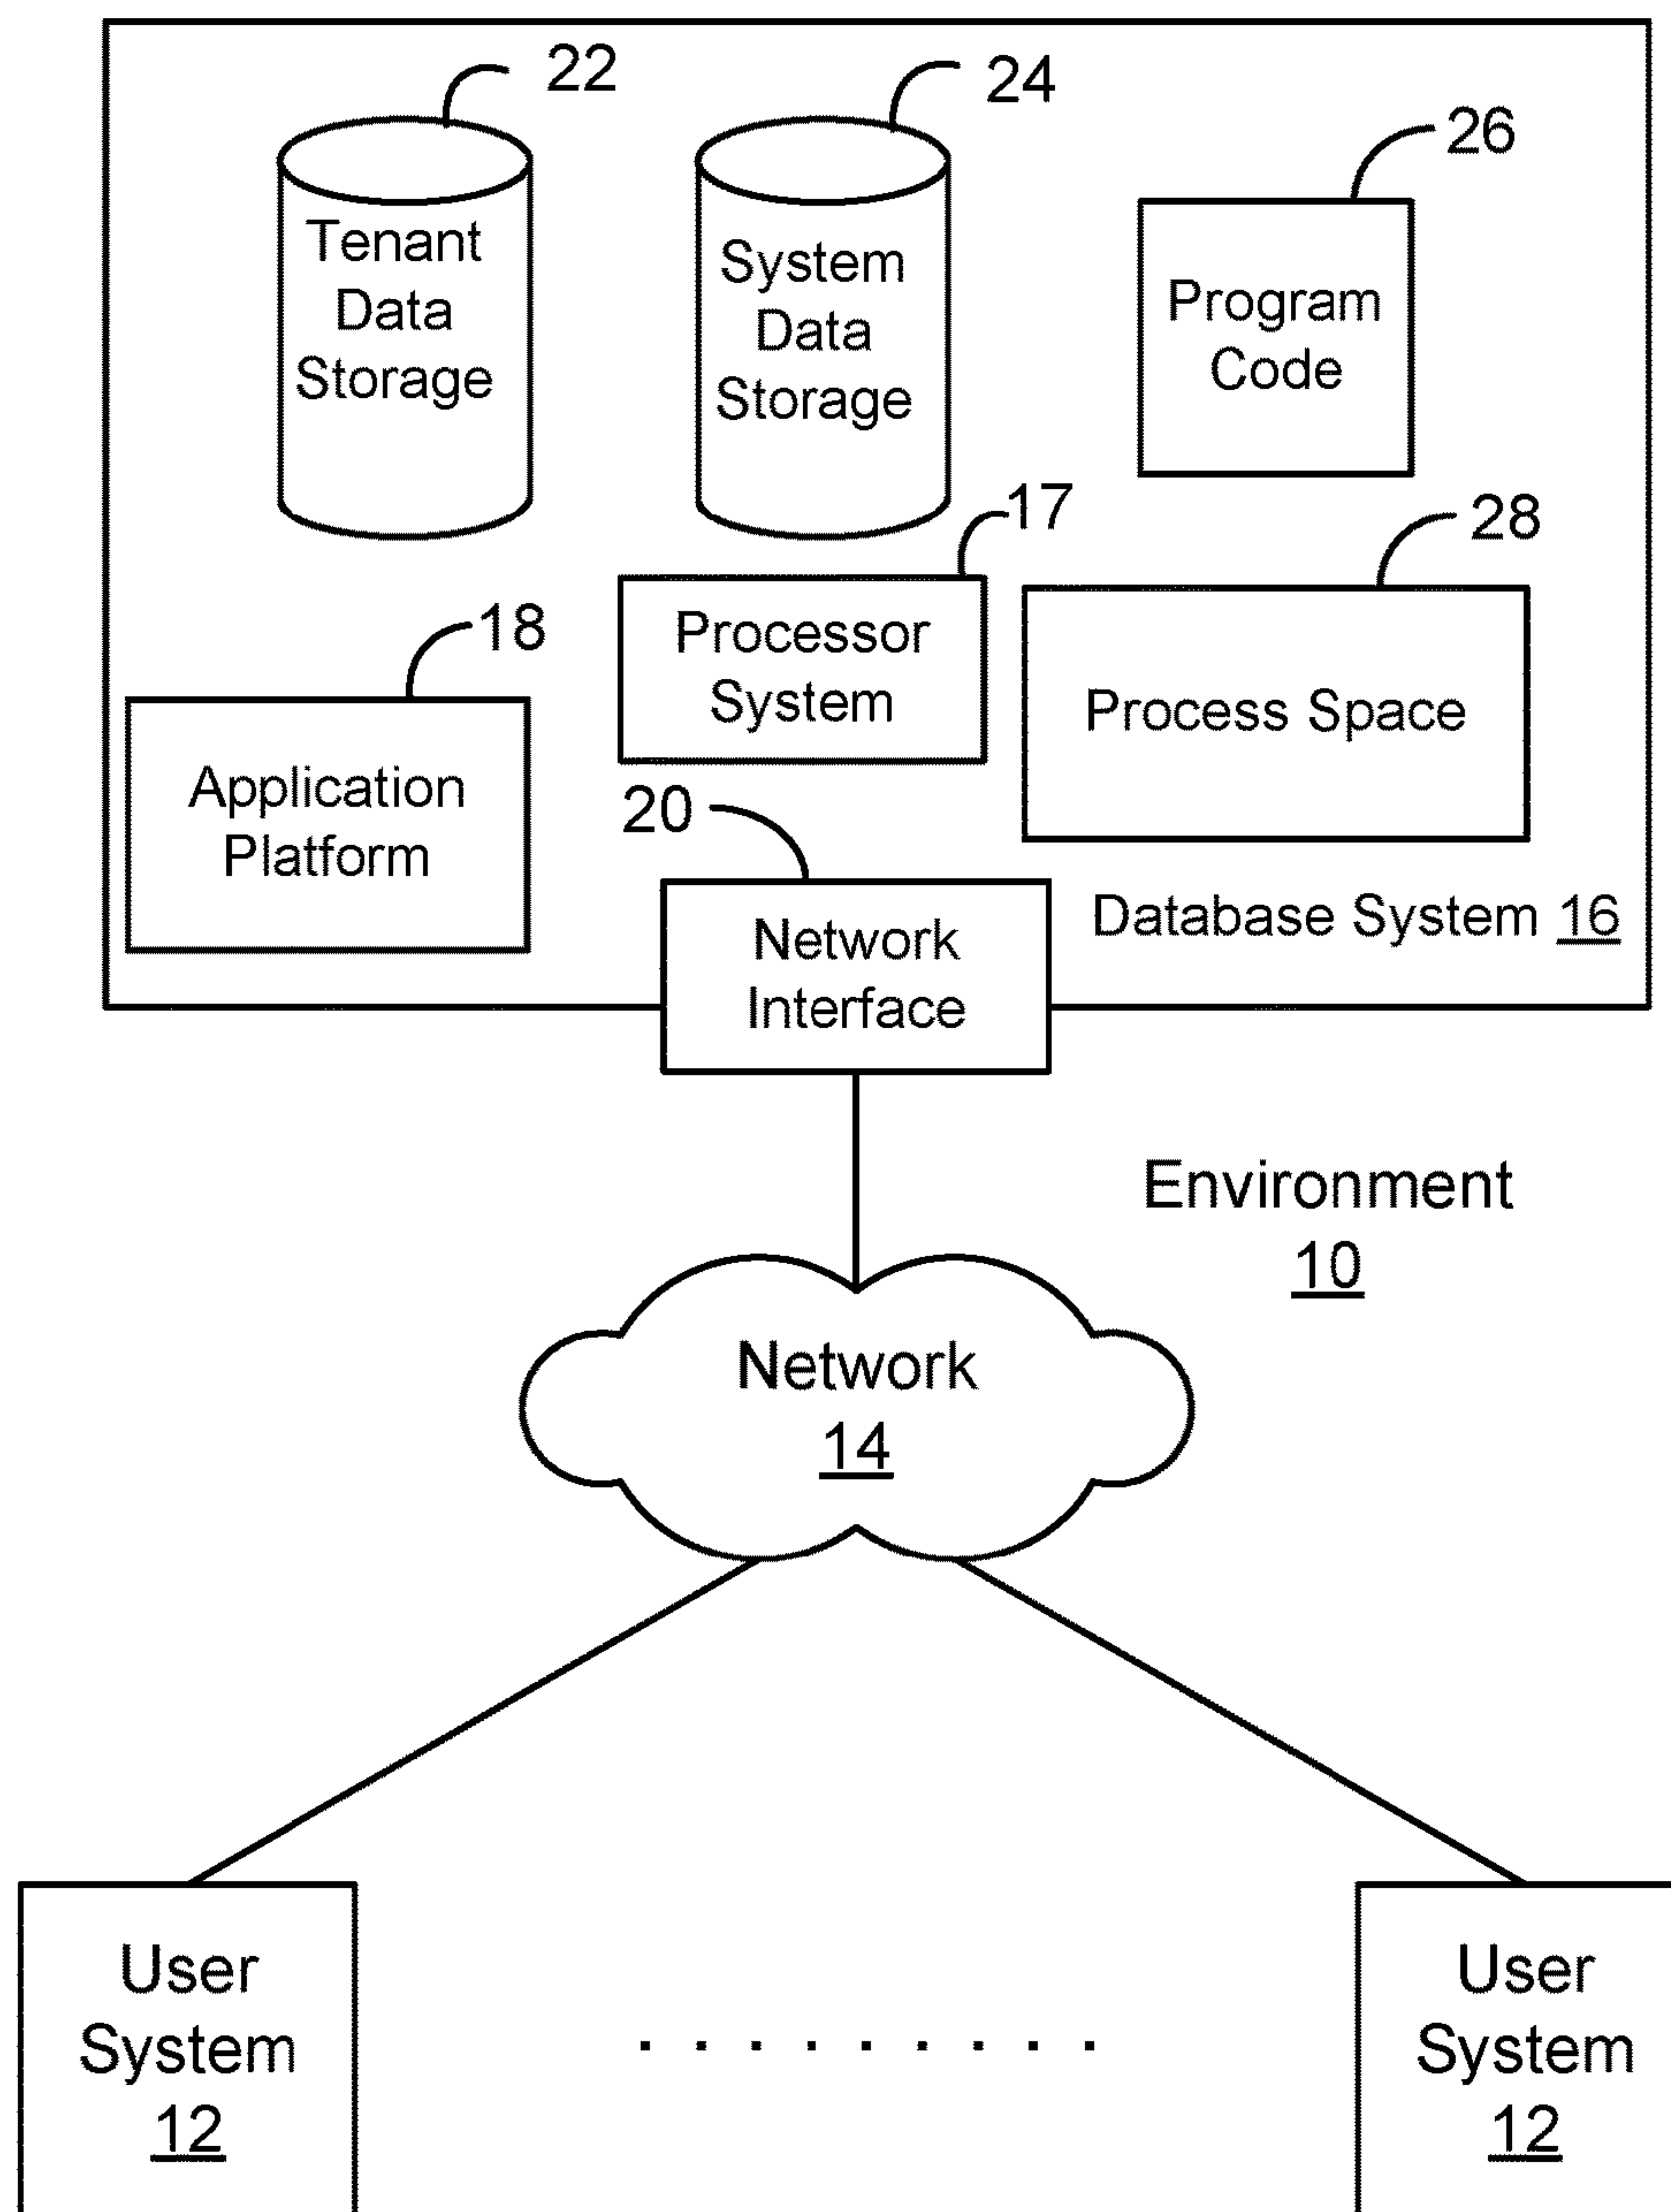 22
24
26
Tenant
Data
Storage
System
Data
Storage
Program
Code
17
28
18
Processor
System
Process Space
Application
Platform
20
Database System 16
Network
Interface
Environment
10
Network
14
User
System
12
. . . . . . . . .
User
System
12